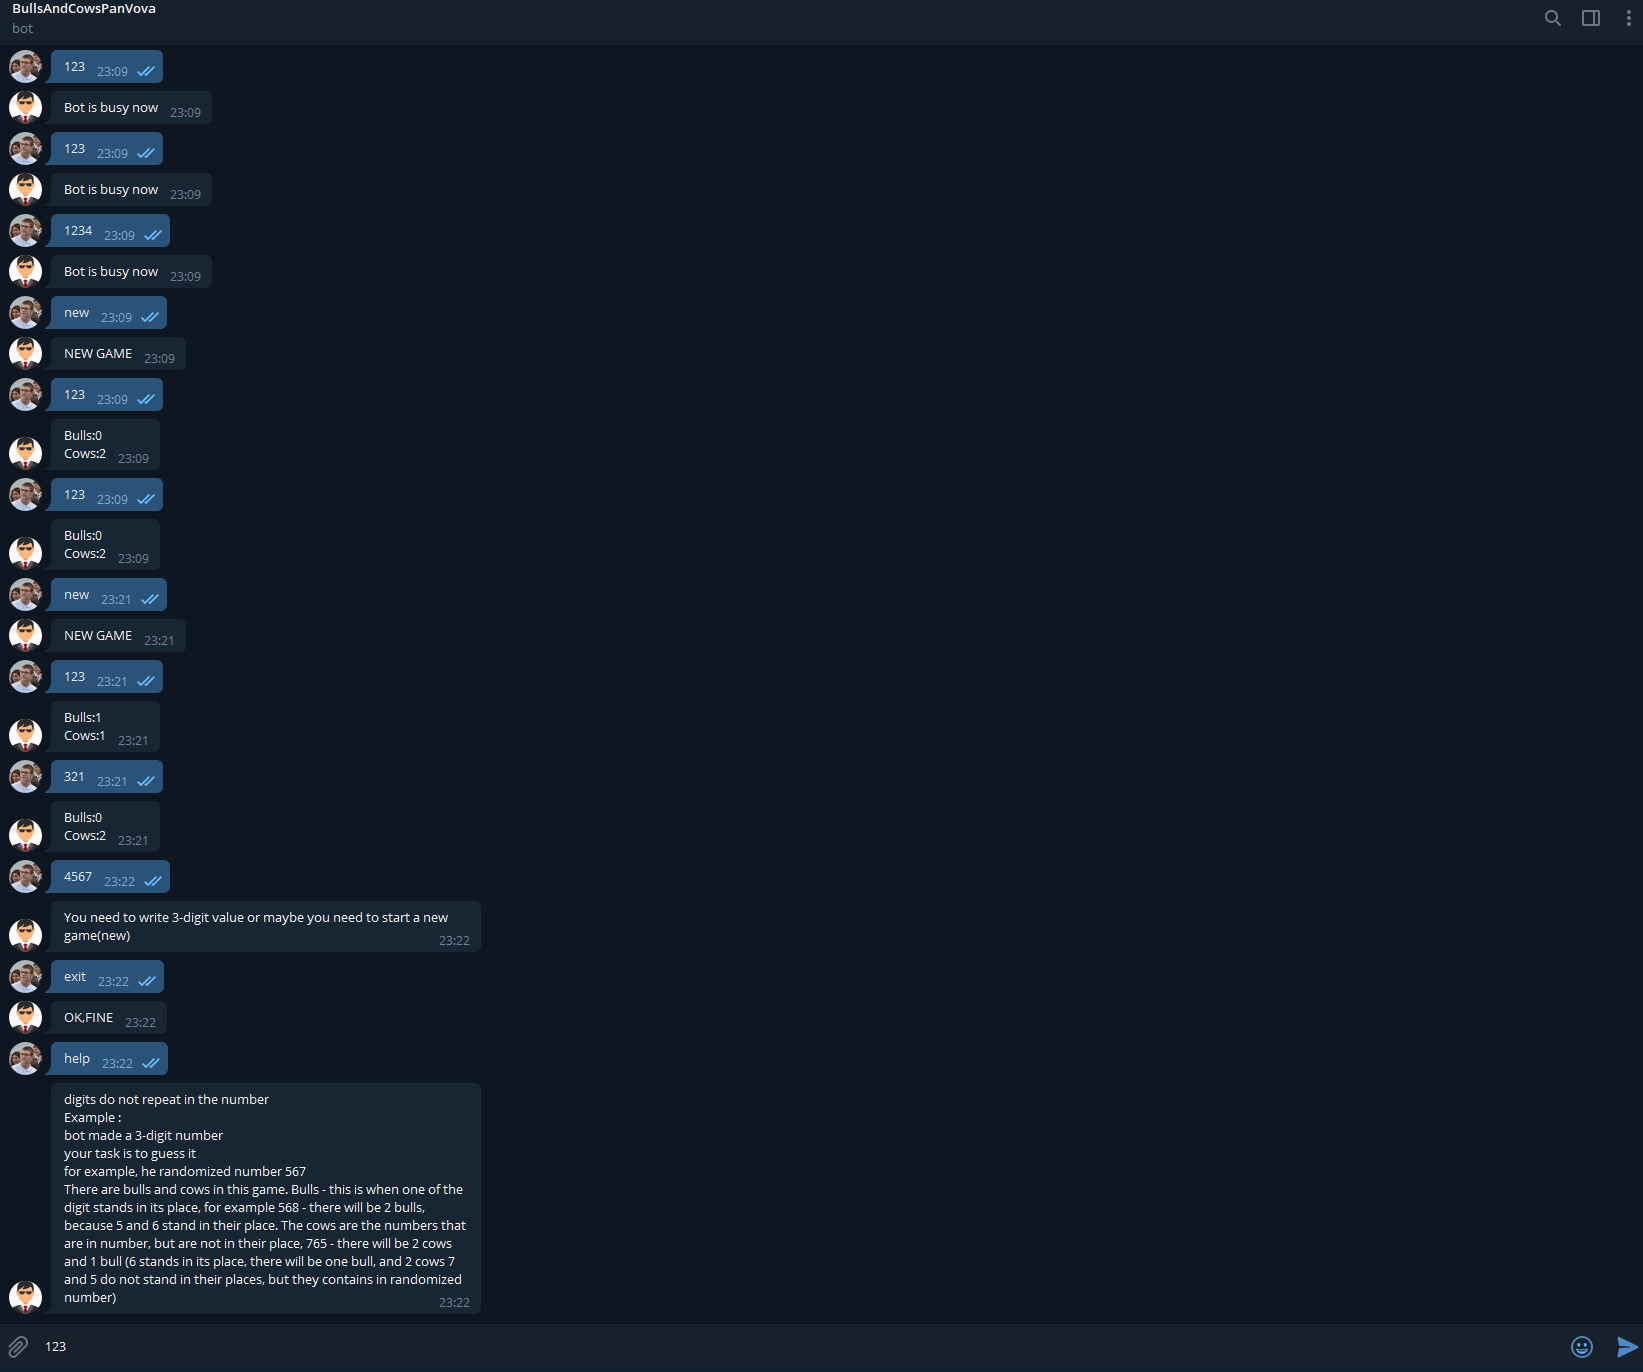 BullsAndCowsPanVova
bot
123 23:09
Bot is busy now 23:09
123 23:09
Bot is busy now 23:09
1234 23:09
Bot is busy now 23:09
new 23:09
NEW GAME 23:09
123 23:09
Bulls:0
Cows:2 23:09
123 23:09
Bulls:0
Cows:2 23:09
new 23:21
NEW GAME 23:21
123 23:21
Bulls:1
Cows:1 23:21
321 23:21
Bulls:0
Cows:2 23:21
4567 23:22
You need to write 3-digit value or maybe you need to start a new
game(new) 23:22
exit 23:22
OK,FINE 23:22
help 23:22
digits do not repeat in the number
Example :
bot made a 3-digit number
your task is to guess it
for example, he randomized number 567
There are bulls and cows in this game. Bulls - this is when one of the
digit stands in its place, for example 568 - there will be 2 bulls,
because 5 and 6 stand in their place. The cows are the numbers that
are in number, but are not in their place, 765 - there will be 2 cows
and 1 bull (6 stands in its place, there will be one bull, and 2 cows 7
and 5 do not stand in their places, but they contains in randomized
number) 23:22
123